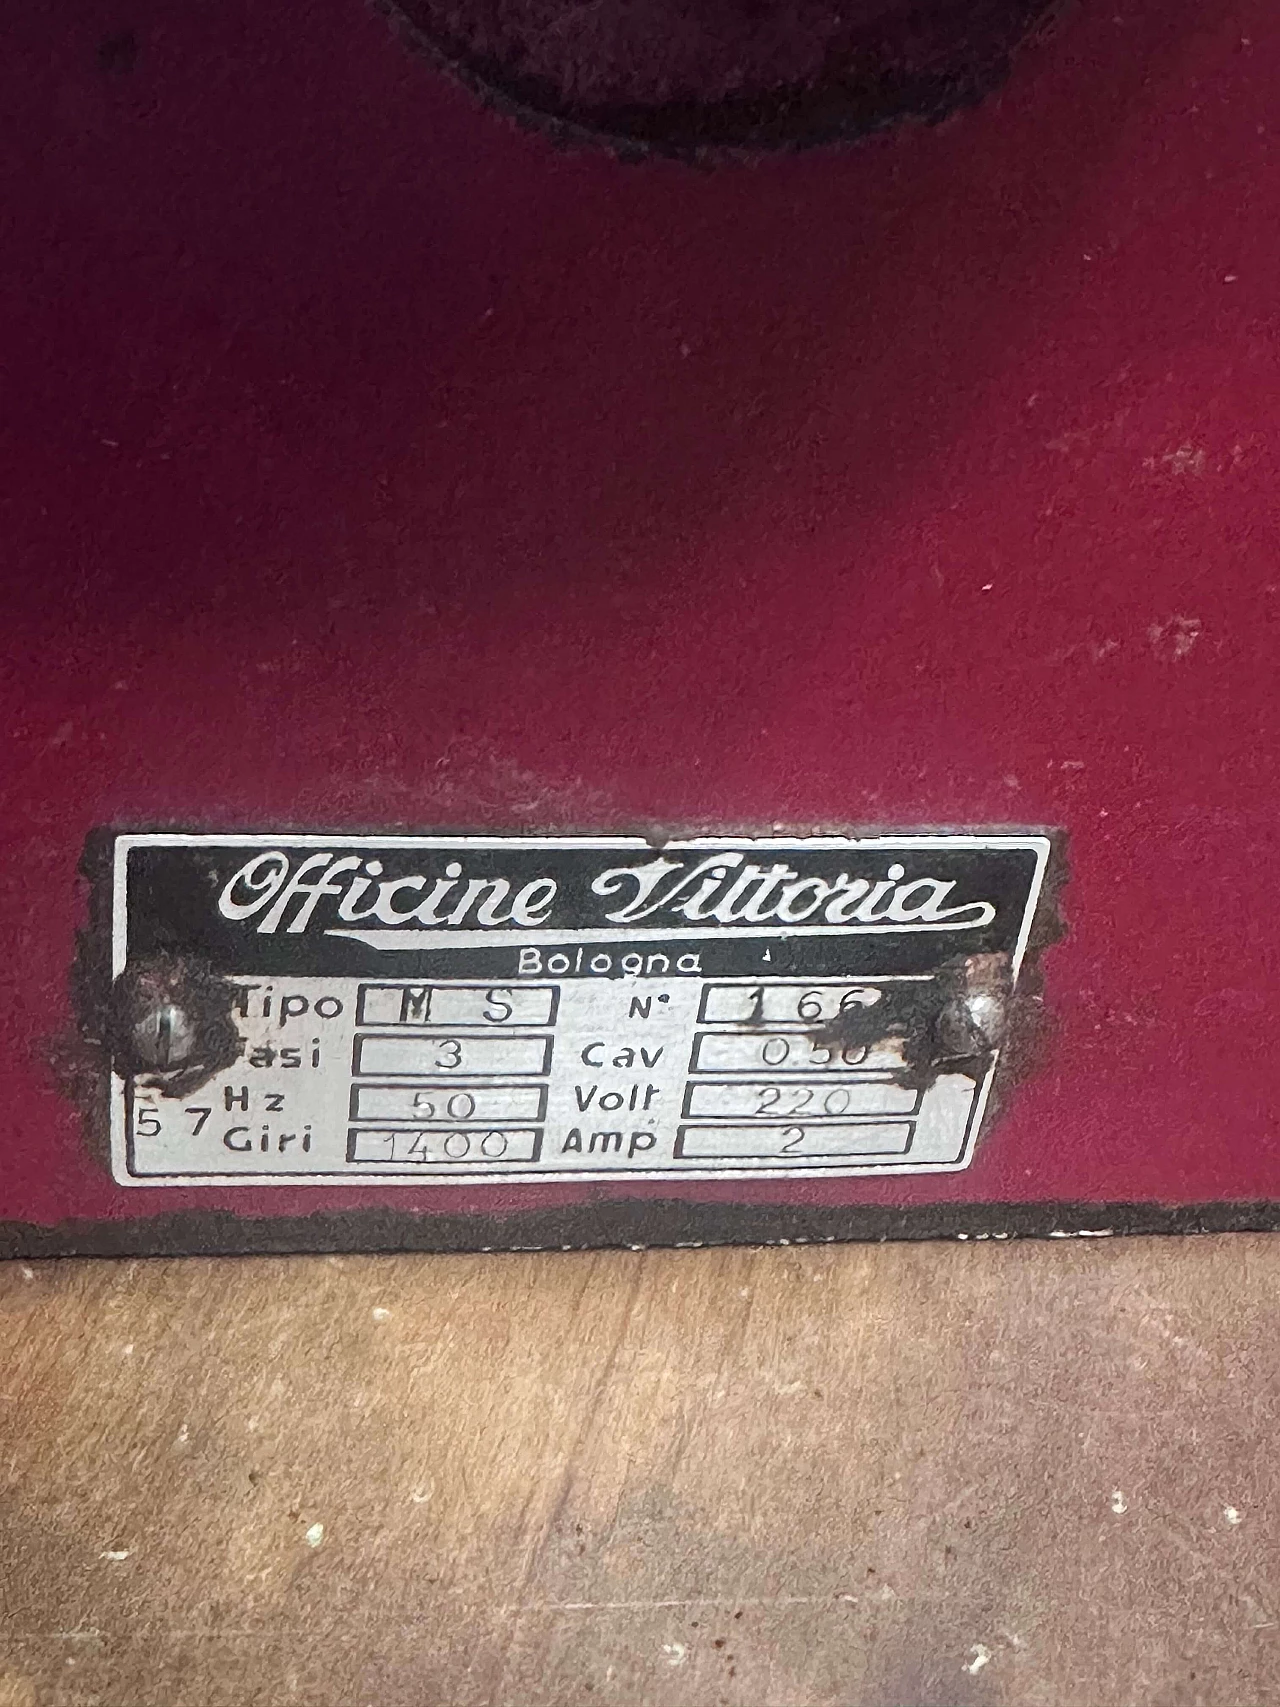 Officine Vittoria
Bologna
Tipo M S N° 166
Fasi 3 Cav 0.50
Hz 50 Volt 220
57
Giri 1400 Amp 2